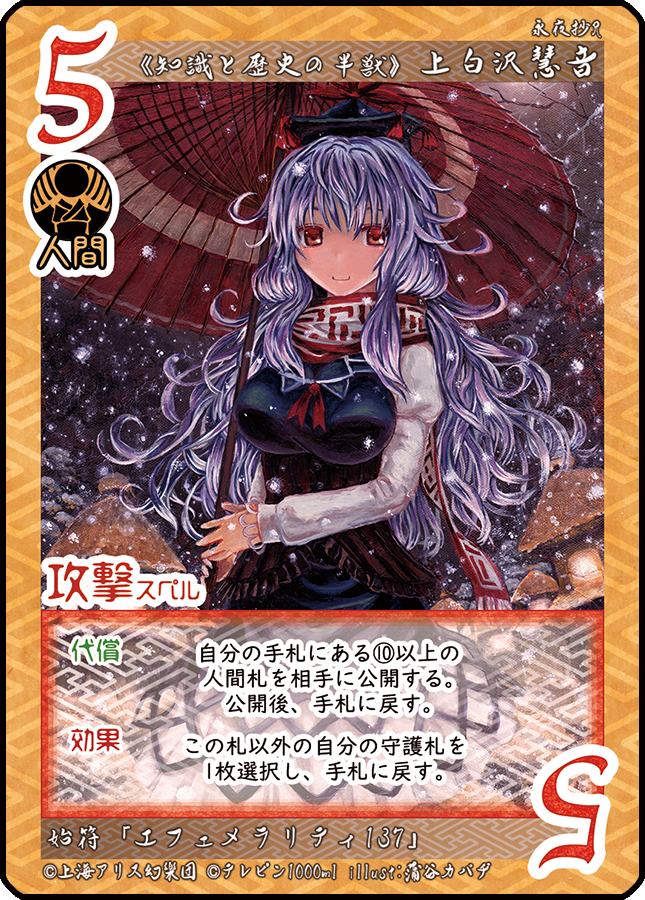 永夜抄R
5
《知識と歴史の半獣》 上白沢慧音
人間
攻撃スペル
代償
自分の手札にある⑩以上の
人間札を相手に公開する。
公開後、手札に戻す。
効果
この札以外の自分の守護札を
1枚選択し、手札に戻す。
5
始符「エフェメラリティ137」
©上海アリス幻樂団 ©テレピン1000ml illust:蒲谷カバヂ